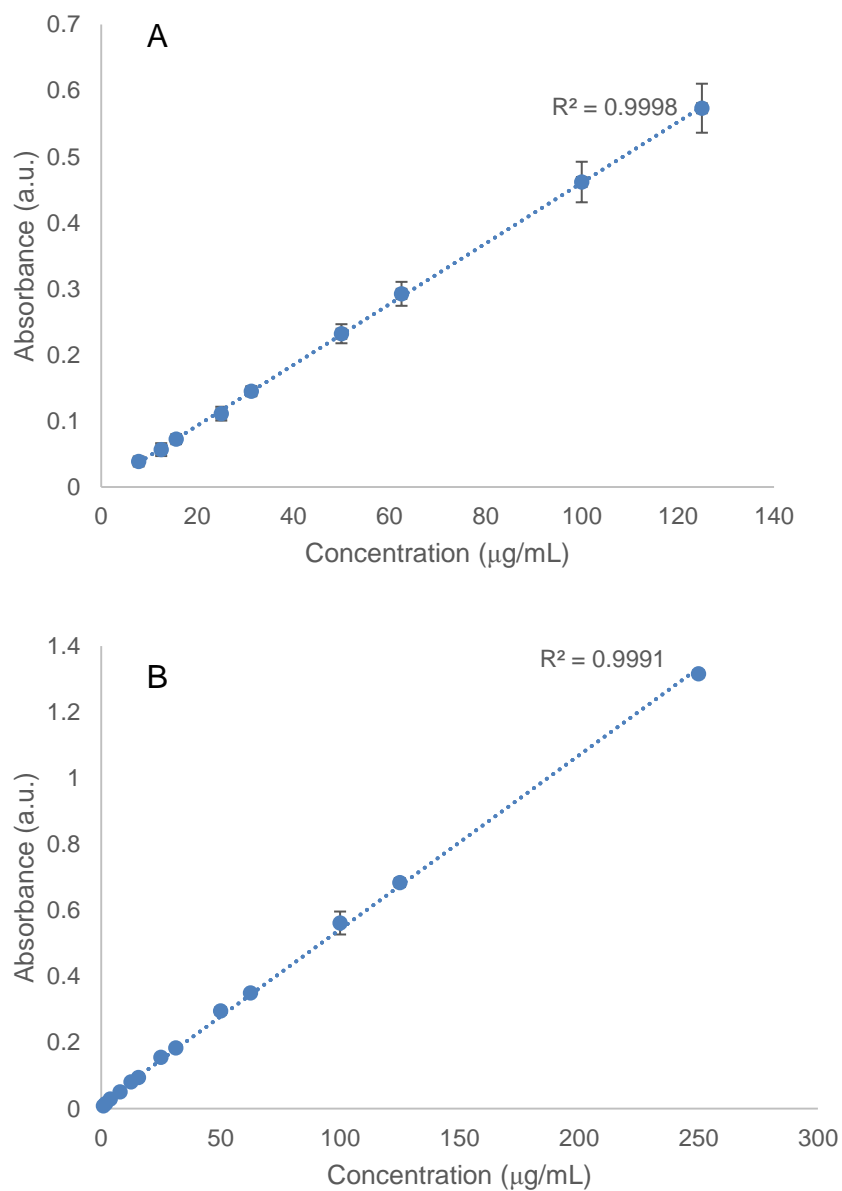 A
R² = 0.9998
Absorbance (a.u.)
0.7
0.6
0.5
0.4
0.3
0.2
0.1
0
0 20 40 60 80 100 120 140
Concentration (μg/mL)
B
R² = 0.9991
Absorbance (a.u.)
1.4
1.2
1
0.8
0.6
0.4
0.2
0
0 50 100 150 200 250 300
Concentration (μg/mL)